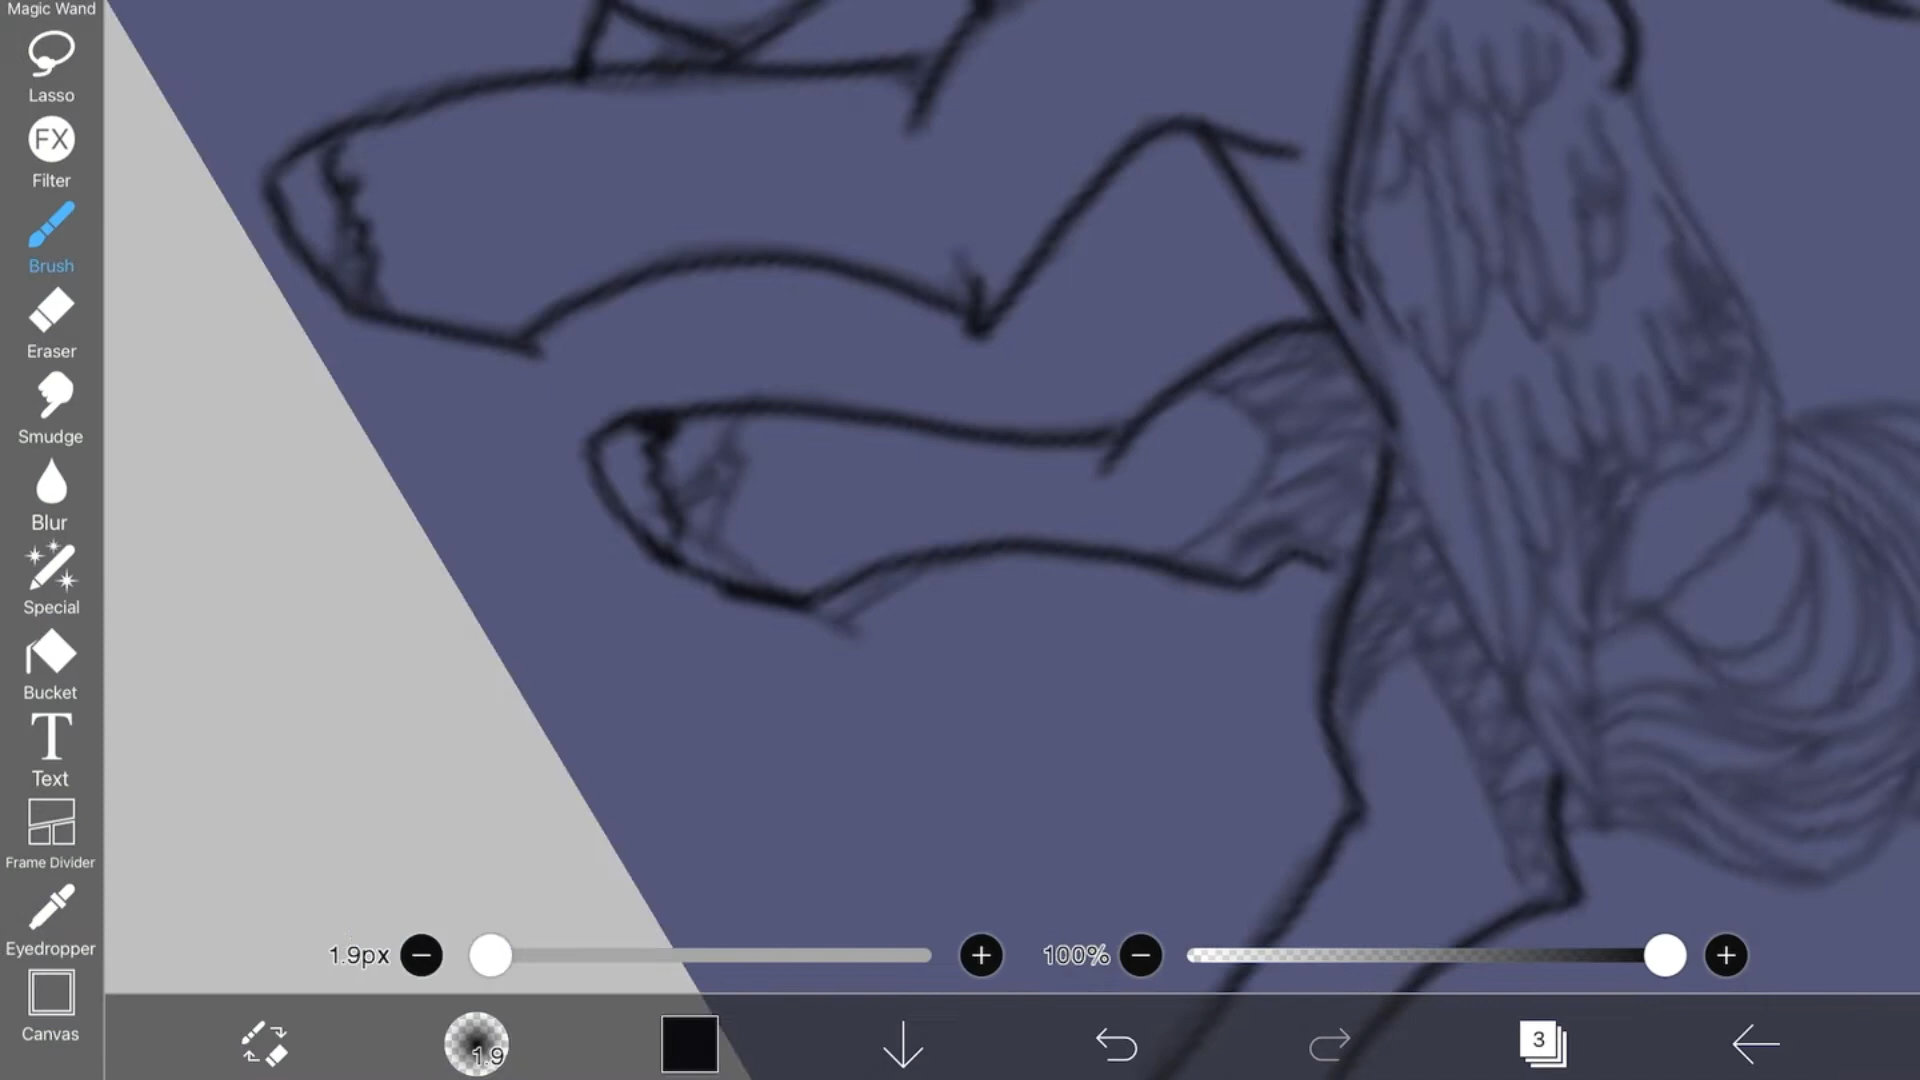 Magic Wand
Lasso
FX
Filter
Brush
Eraser
Smudge
Blur
Special
Bucket
T
Text
Frame Divider
Eyedropper
Canvas
1.9px
100%
1.9
3